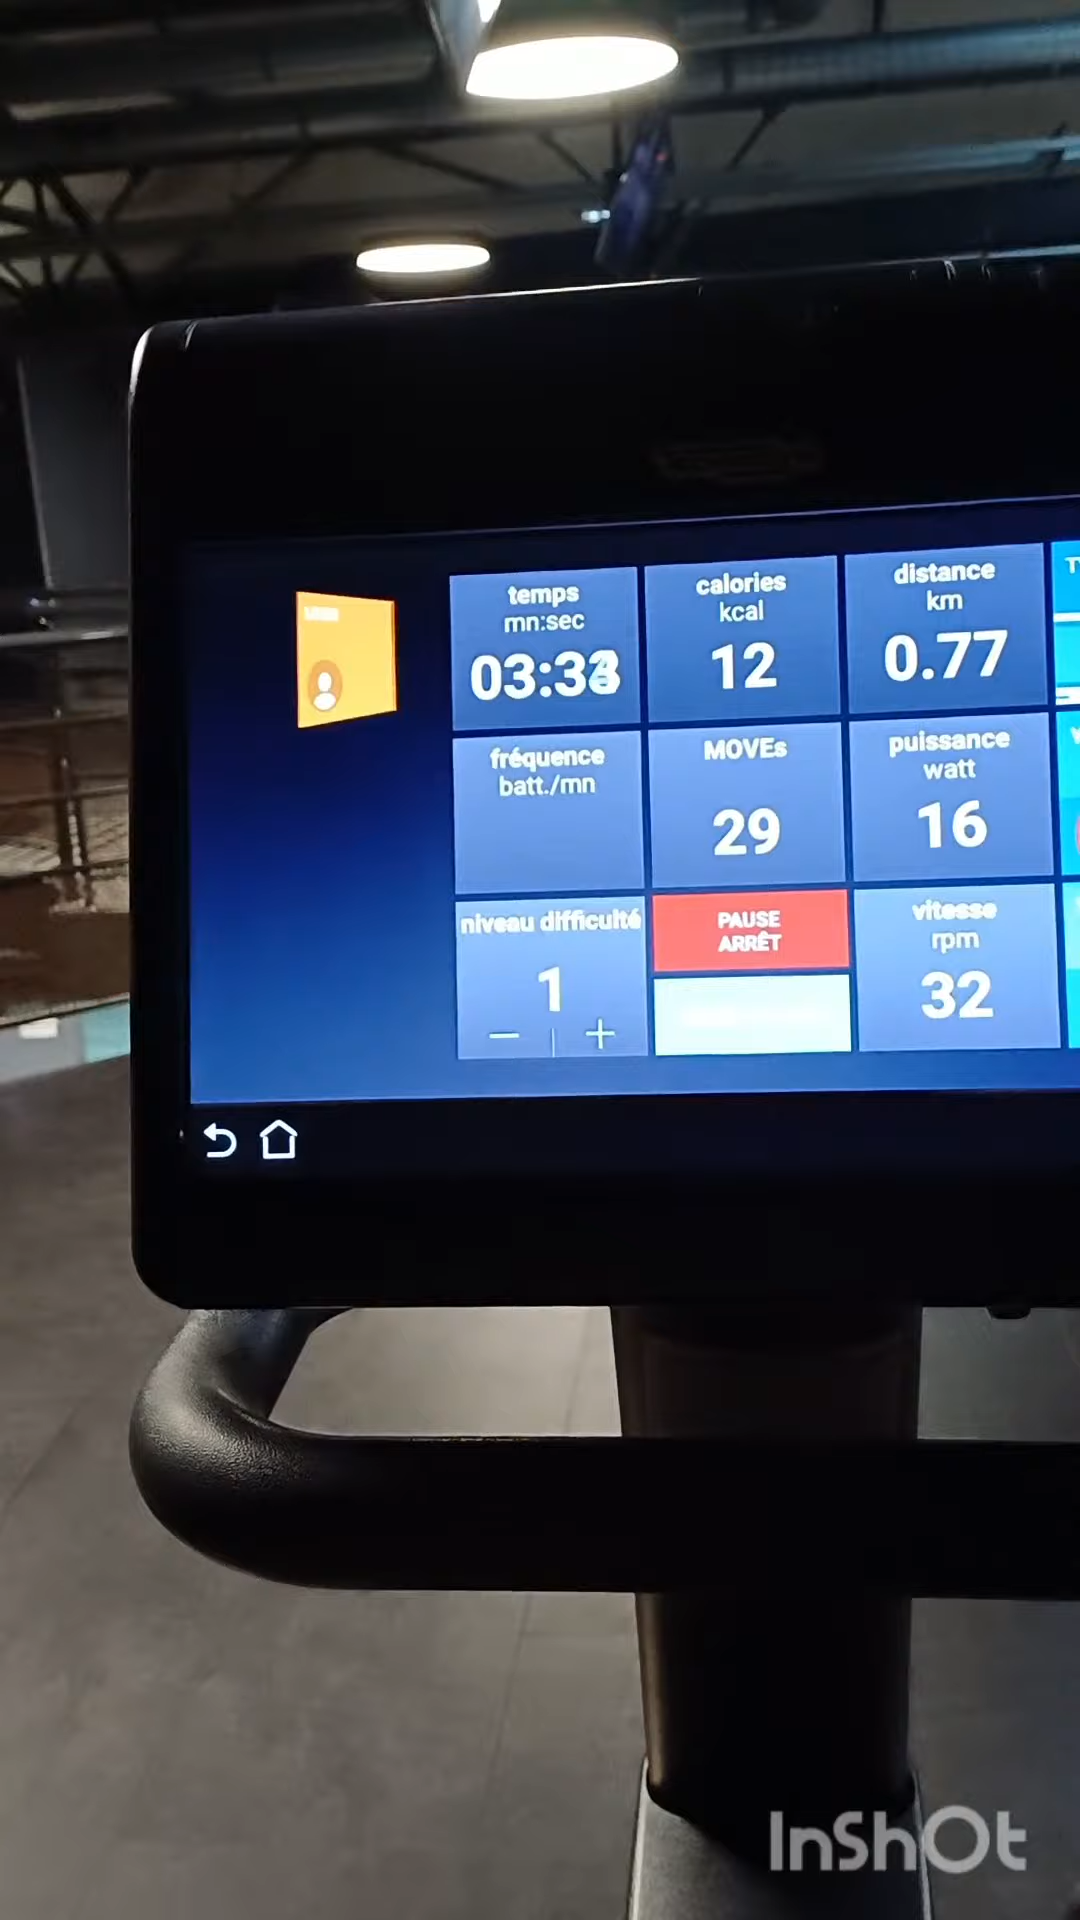 temps
mn:sec
calories
kcal
12
distance
km
0.77
fréquence
batt./mn
MOVEs
29
puissance
watt
16
niveau difficulté
1
− +
PAUSE
ARRÊT
vitesse
rpm
32
InShOt